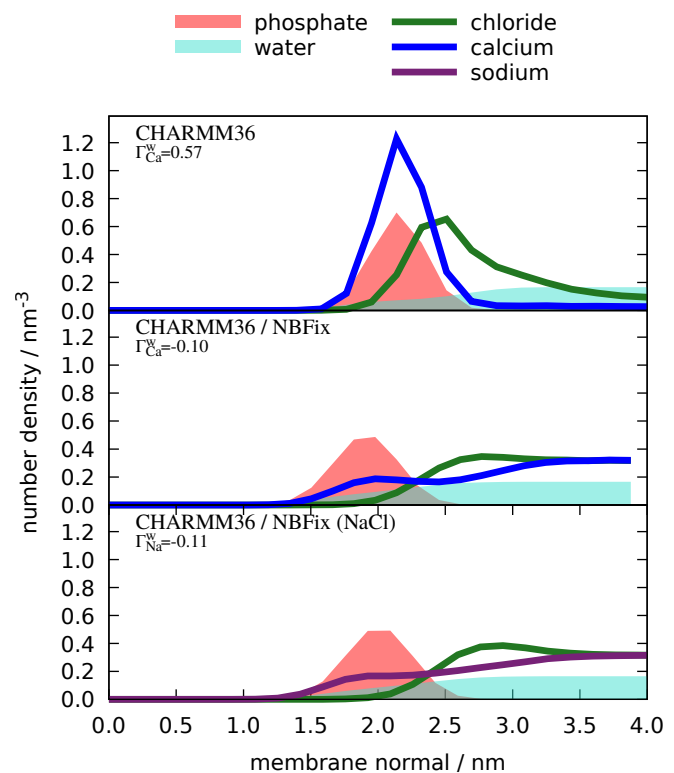 phosphate
water
chloride
calcium
sodium
CHARMM36
Γ^w_Ca=0.57
1.2
1.0
0.8
0.6
0.4
0.2
0.0
CHARMM36 / NBFix
Γ^w_Ca=-0.10
1.2
1.0
0.8
0.6
0.4
0.2
0.0
CHARMM36 / NBFix (NaCl)
Γ^w_Na=-0.11
1.2
1.0
0.8
0.6
0.4
0.2
0.0
number density / nm⁻³
0.0 0.5 1.0 1.5 2.0 2.5 3.0 3.5 4.0
membrane normal / nm